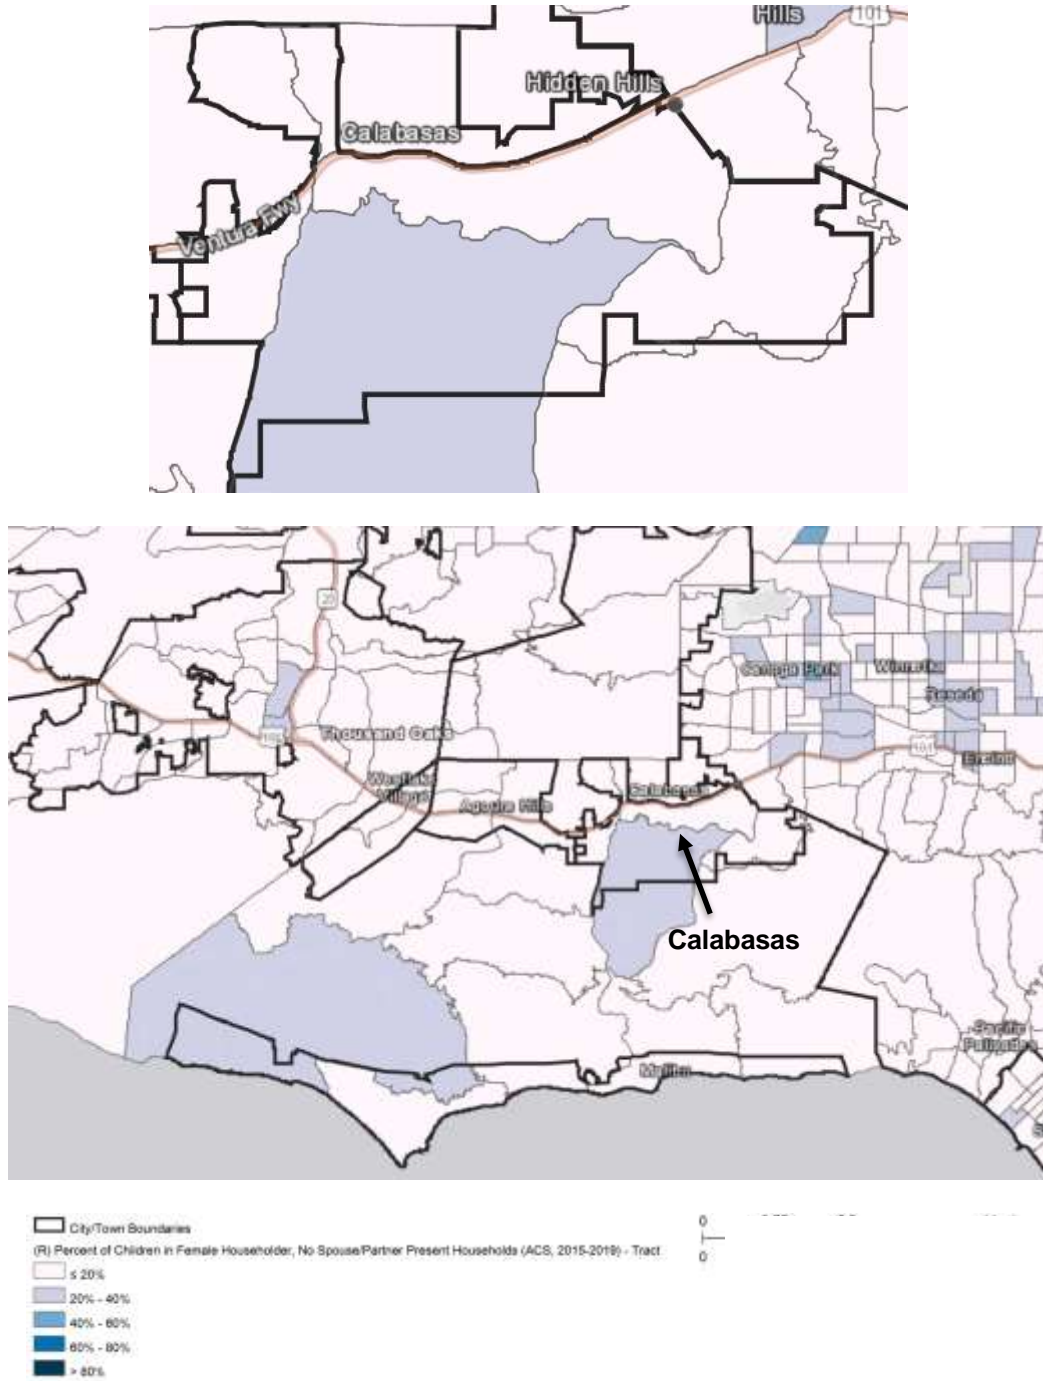 Hills
101
Hidden Hills
Calabasas
Ventura Fwy
23
Canoga Park
Winnetka
Reseda
101
Thousand Oaks
101
Encino
Westlake
Village
Calabasas
Agoura Hills
Calabasas
Pacific
Palisades
Malibu
S
City/Town Boundaries
(R) Percent of Children in Female Householder, No Spouse/Partner Present Households (ACS, 2015-2019) - Tract
≤ 20%
20% - 40%
40% - 60%
60% - 80%
> 80%
0
0